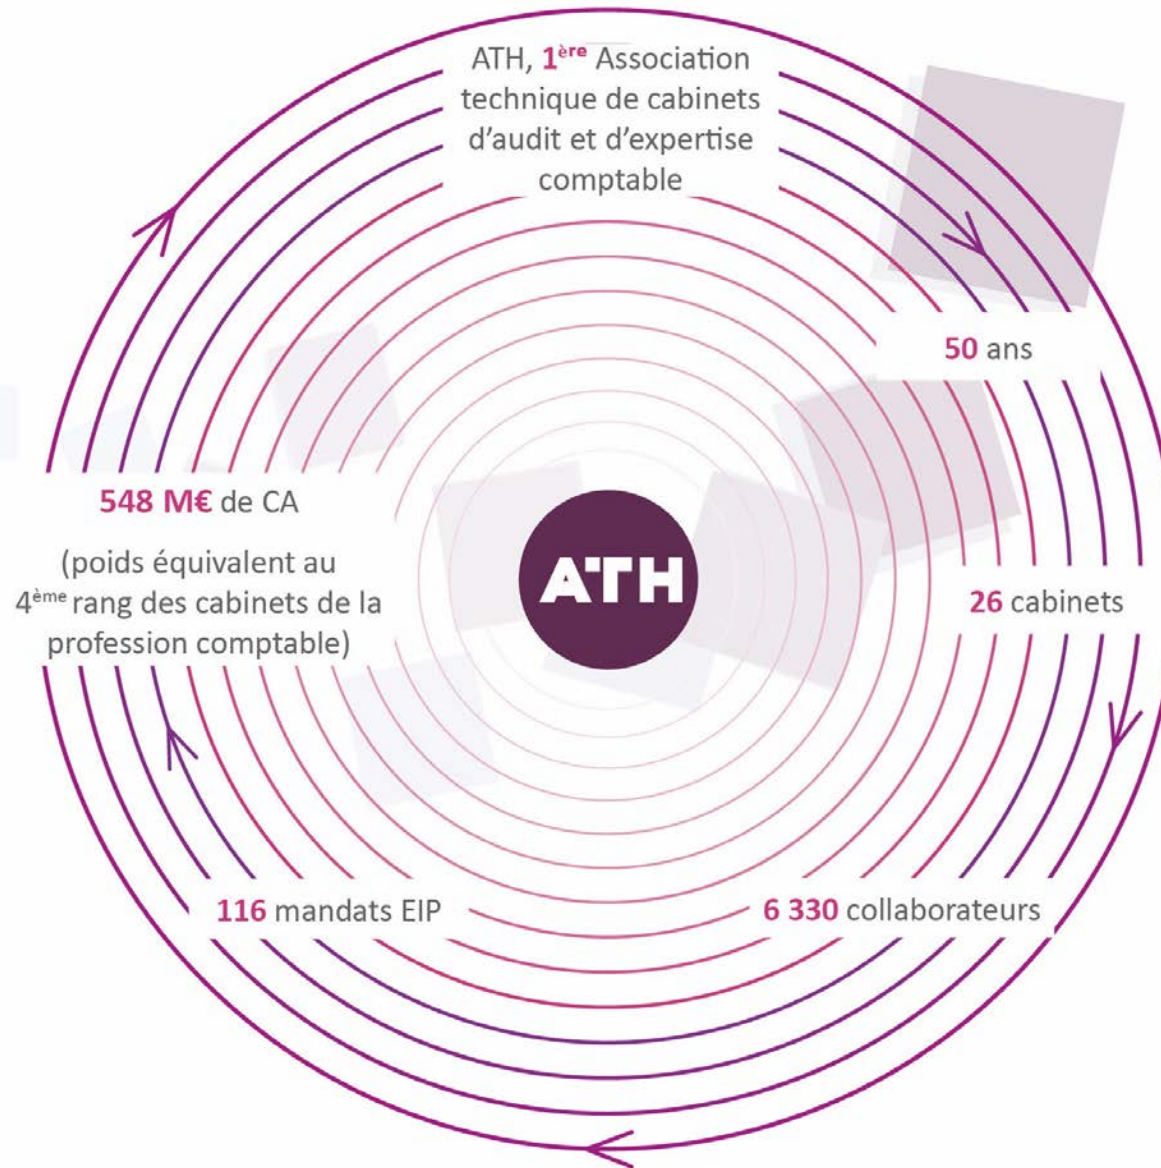 ATH, 1ère Association
technique de cabinets
d'audit et d'expertise
comptable
50 ans
26 cabinets
6 330 collaborateurs
116 mandats EIP
548 M€ de CA
(poids équivalent au
4ème rang des cabinets de la
profession comptable)
ATH